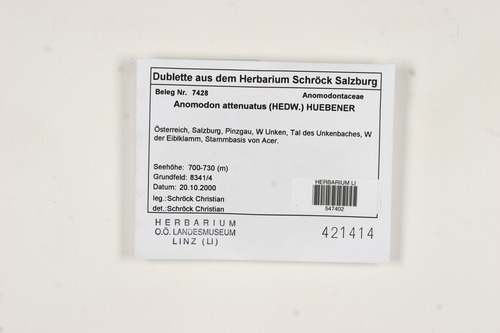 Dublette aus dem Herbarium Schröck Salzburg
Beleg Nr. 7428 Anomodontaceae
Anomodon attenuatus (HEDW.) HUEBENER
Österreich, Salzburg, Pinzgau, W Unken, Tal des Unkenbaches, W
der Eiblklamm, Stammbasis von Acer.
Seehöhe: 700-730 (m)
Grundfeld: 8341/4
Datum: 20.10.2000
leg.:Schröck Christian
det.:Schröck Christian
HERBARIUM LI
547402
HERBARIUM
O.Ö. LANDESMUSEUM
LINZ (LI)
421414